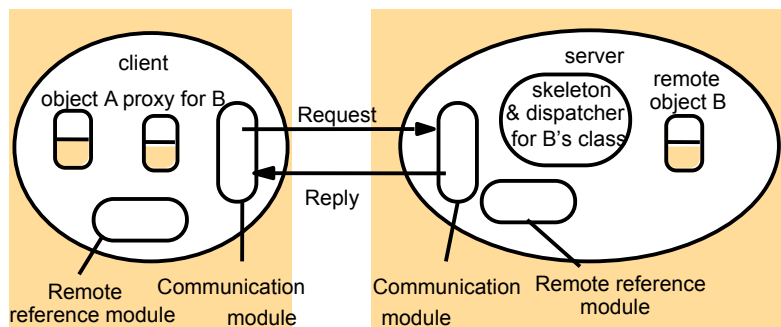 client
object A proxy for B
Request
Reply
server
skeleton
& dispatcher
for B's class
remote
object B
Remote
reference module
Communication
module
Communication
module
Remote reference
module